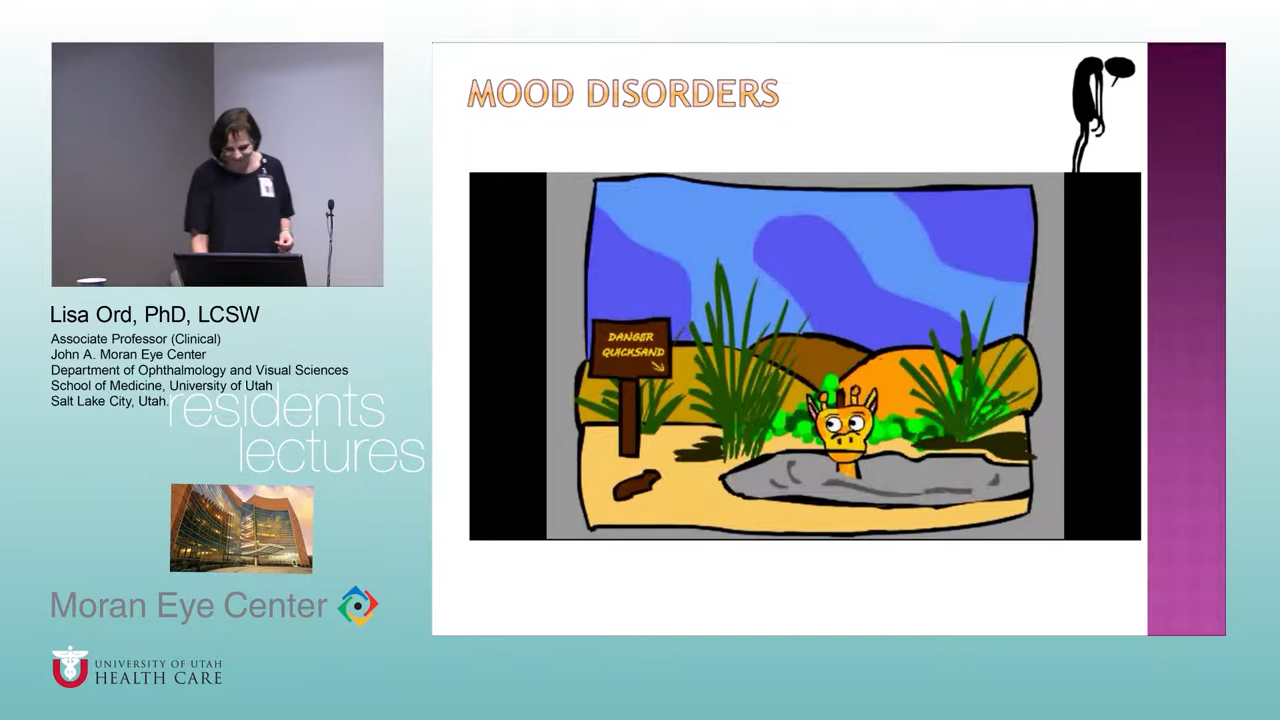 MOOD DISORDERS
DANGER
QUICKSAND
Lisa Ord, PhD, LCSW
Associate Professor (Clinical)
John A. Moran Eye Center
Department of Ophthalmology and Visual Sciences
School of Medicine, University of Utah
Salt Lake City, Utah.
residents
lectures
Moran Eye Center
UNIVERSITY OF UTAH
HEALTH CARE